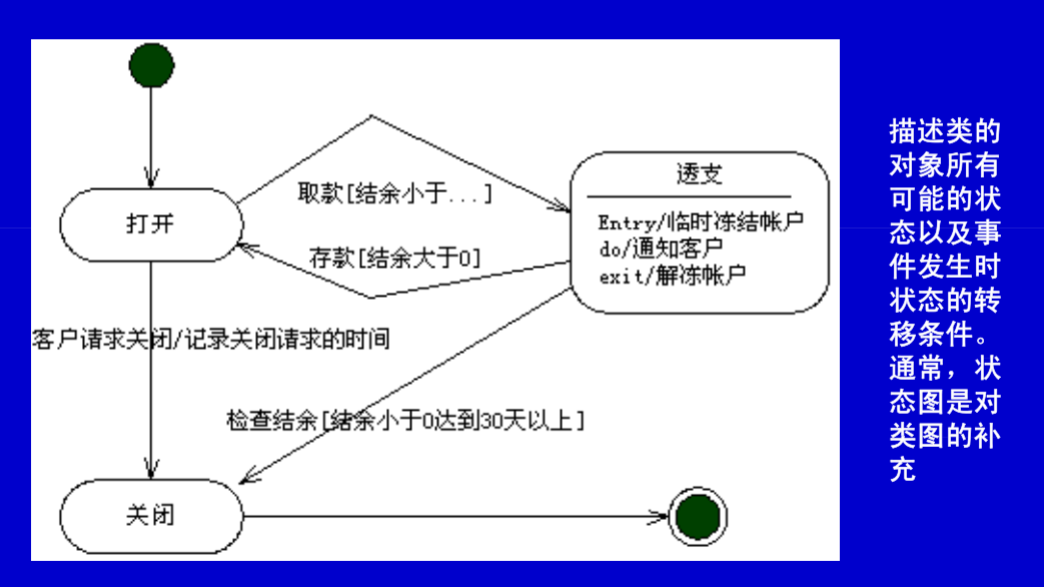 打开
取款[结余小于...]
存款[结余大于0]
透支
Entry/临时冻结帐户
do/通知客户
exit/解冻帐户
客户请求关闭/记录关闭请求的时间
检查结余[结余小于0达到30天以上]
关闭
描述类的
对象所有
可能的状
态以及事
件发生时
状态的转
移条件。
通常，状
态图是对
类图的补
充